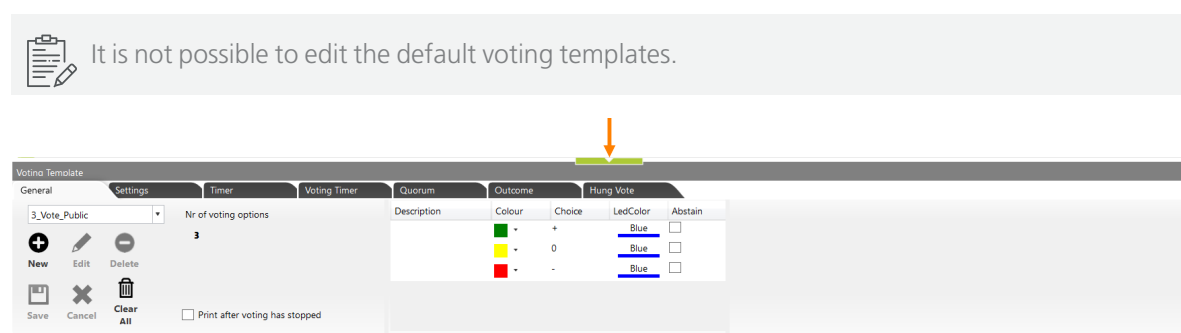 It is not possible to edit the default voting templates.
Voting Template
General Settings Timer Voting Timer Quorum Outcome Hung Vote
3_Vote_Public Nr of voting options Description Colour Choice LedColor Abstain
3 + Blue
New Edit Delete 0 Blue
- Blue
Save Cancel Clear All Print after voting has stopped